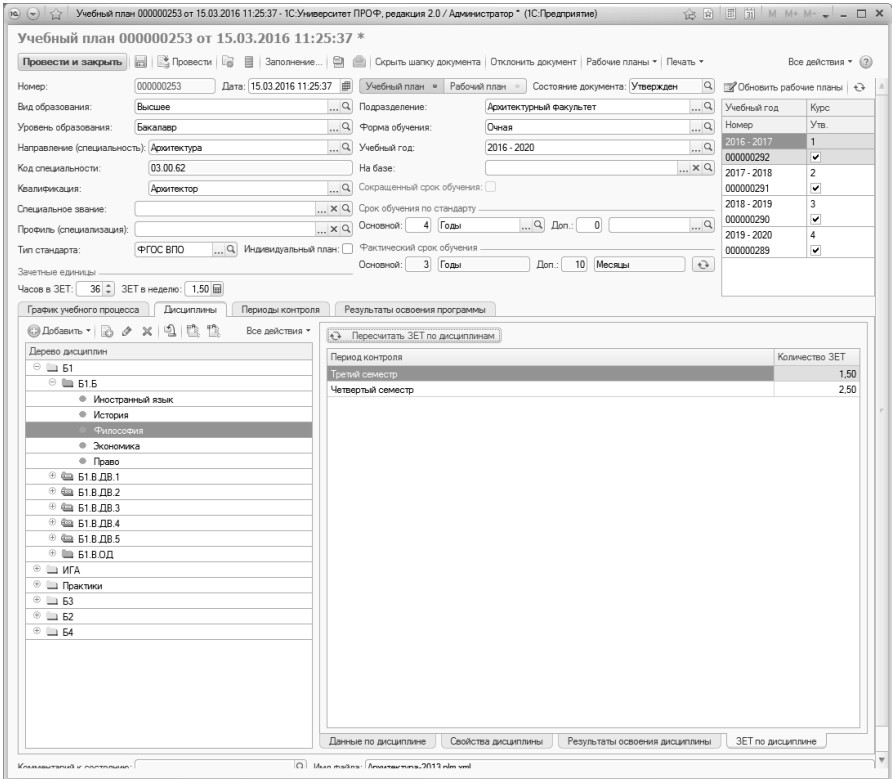 Учебный план 000000253 от 15.03.2016 11:25:37 - 1С:Университет ПРОФ, редакция 2.0 / Администратор * (1С:Предприятие)
M M+ M-
Учебный план 000000253 от 15.03.2016 11:25:37 *
Провести и закрыть Провести Заполнение... Скрыть шапку документа Отклонить документ Рабочие планы Печать Все действия
Номер: 000000253 Дата: 15.03.2016 11:25:37 Учебный план Рабочий план Состояние документа: Утвержден Обновить рабочие планы
Вид образования: Высшее Подразделение: Архитектурный факультет Учебный год Курс
Уровень образования: Бакалавр Форма обучения: Очная Номер Утв.
Направление (специальность): Архитектура Учебный год: 2016 - 2020 2016 - 2017 1
000000292
Код специальности: 03.00.62 На базе: 2017 - 2018 2
Квалификация: Архитектор Сокращенный срок обучения: 000000291
Специальное звание: Срок обучения по стандарту 2018 - 2019 3
000000290
Профиль (специализация): Основной: 4 Годы Доп.: 0 2019 - 2020 4
Тип стандарта: ФГОС ВПО Индивидуальный план: Фактический срок обучения 000000289
Зачетные единицы Основной: 3 Годы Доп.: 10 Месяцы
Часов в ЗЕТ: 36 ЗЕТ в неделю: 1,50
График учебного процесса Дисциплины Периоды контроля Результаты освоения программы
Добавить Все действия Пересчитать ЗЕТ по дисциплинам
Дерево дисциплин Период контроля Количество ЗЕТ
Б1 Третий семестр 1,50
Б1.Б Четвертый семестр 2,50
Иностранный язык
История
Философия
Экономика
Право
Б1.В.ДВ.1
Б1.В.ДВ.2
Б1.В.ДВ.3
Б1.В.ДВ.4
Б1.В.ДВ.5
Б1.В.ОД
ИГА
Практики
Б3
Б2
Б4
Данные по дисциплине Свойства дисциплины Результаты освоения дисциплины ЗЕТ по дисциплине
Комментарий к состоянию: Имя файла: Архитектура-2013.plm.xml